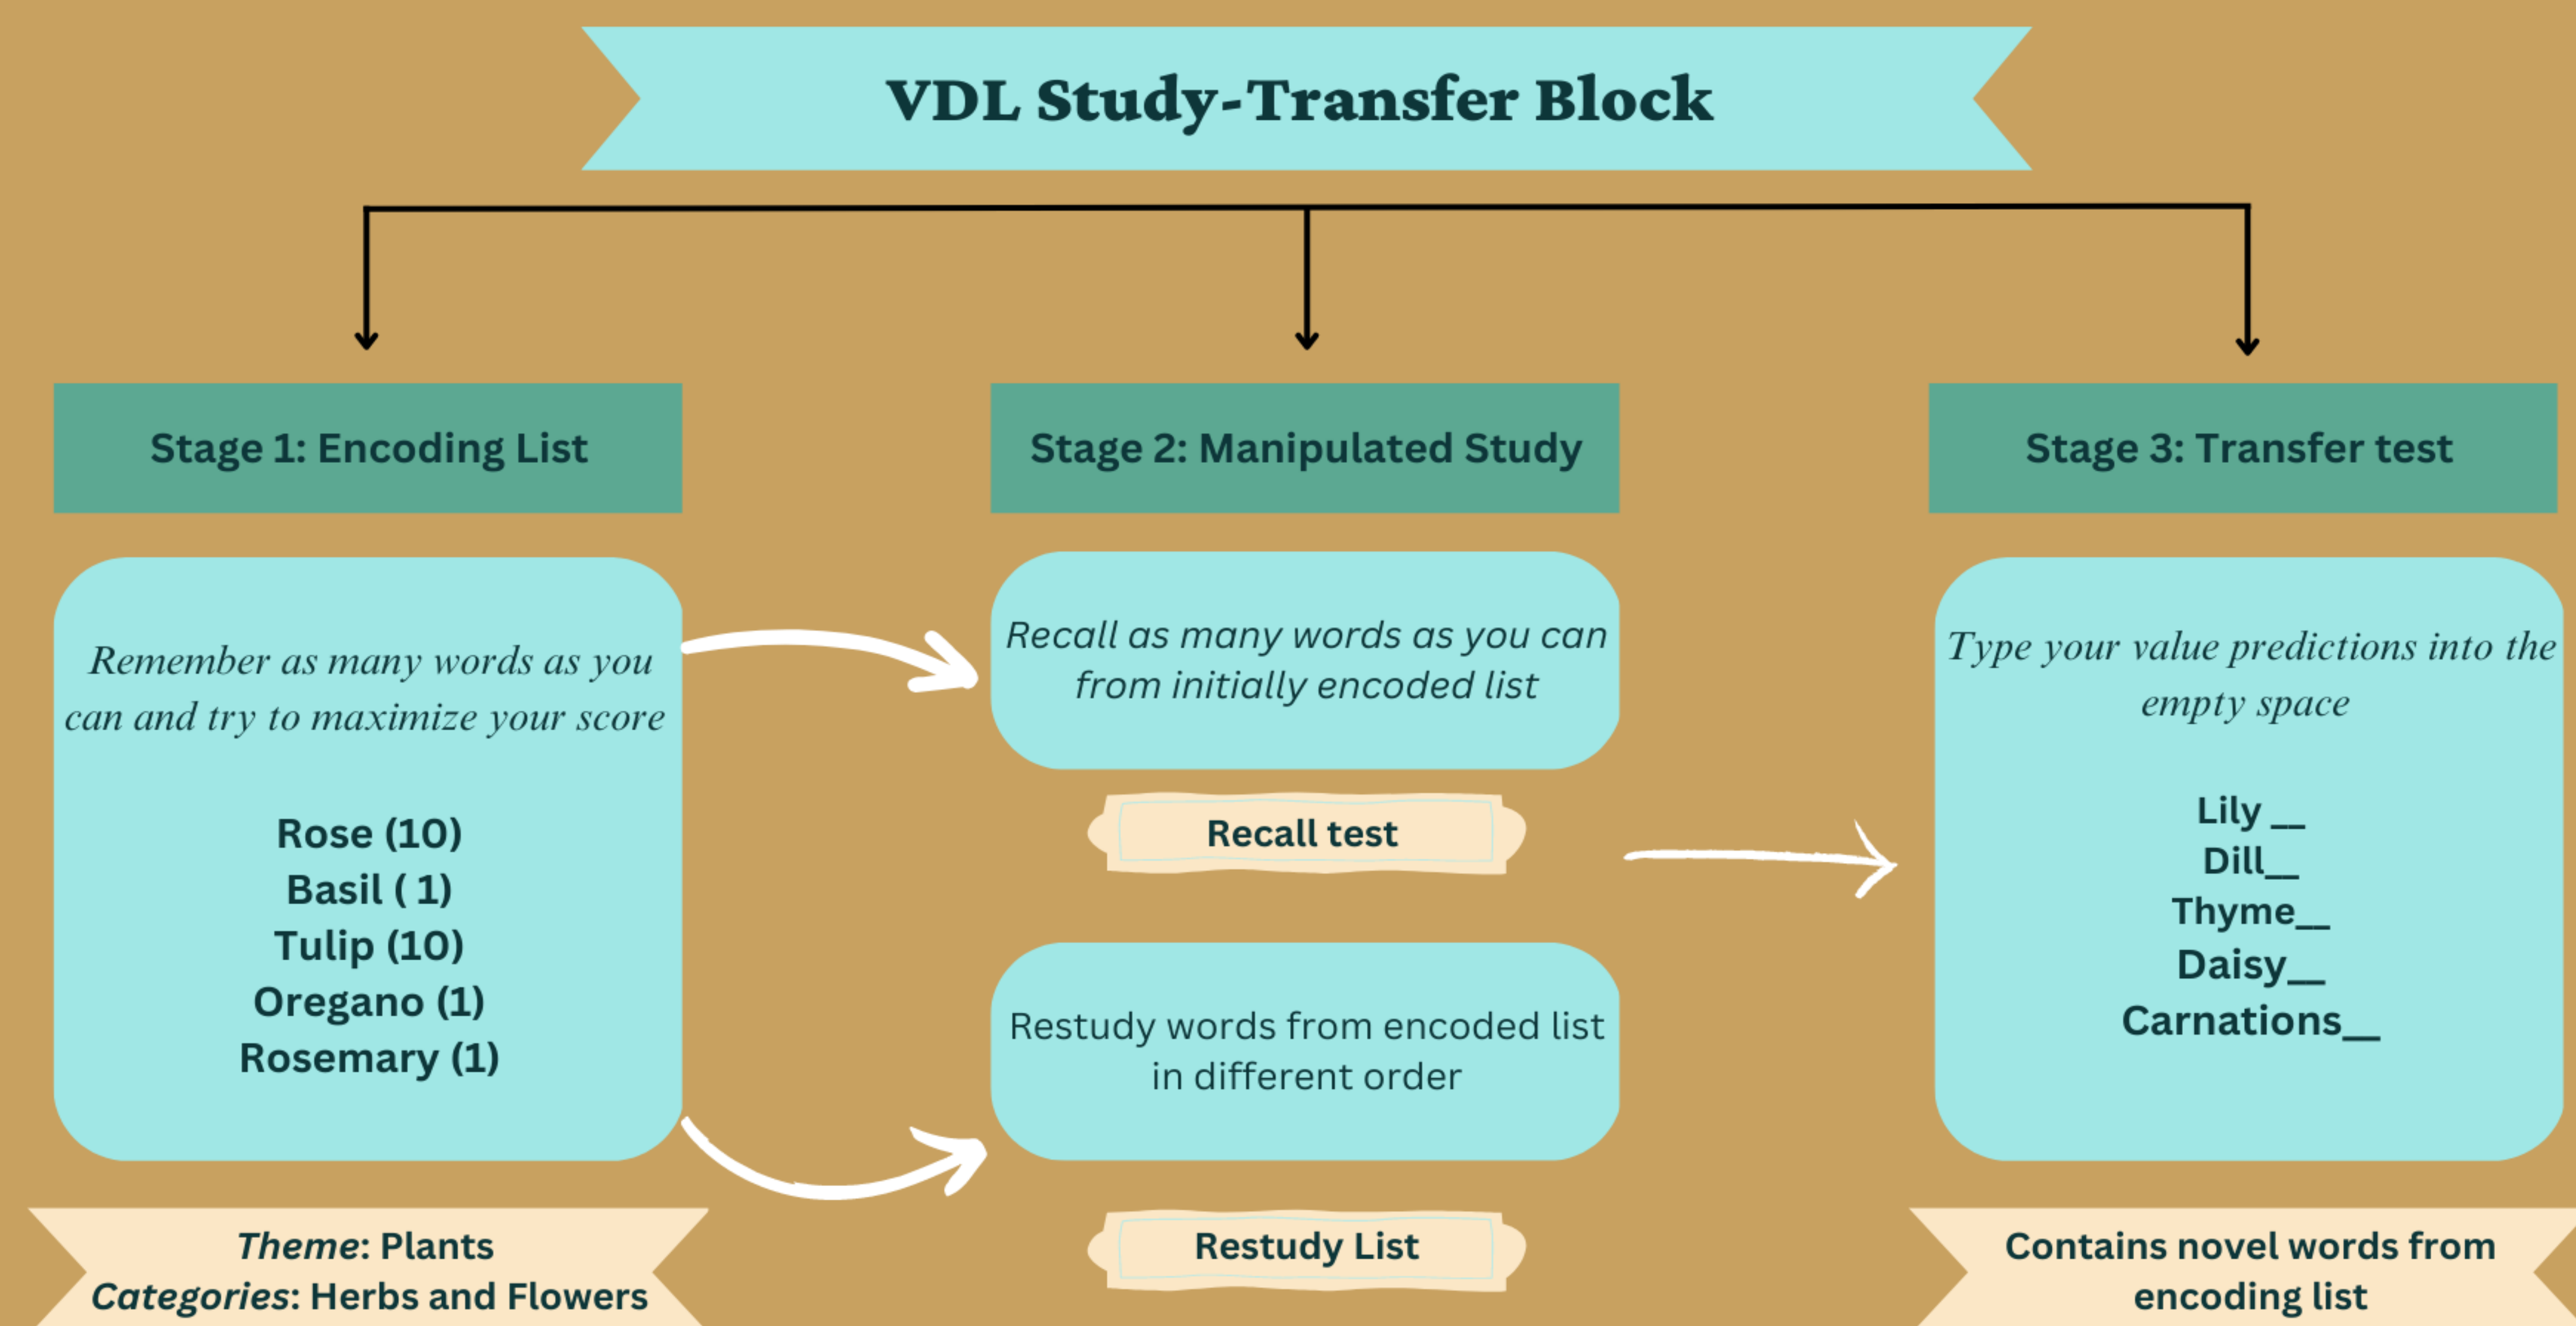 VDL Study-Transfer Block
Stage 1: Encoding List
Remember as many words as you
can and try to maximize your score
Rose (10)
Basil ( 1)
Tulip (10)
Oregano (1)
Rosemary (1)
Theme: Plants
Categories: Herbs and Flowers
Stage 2: Manipulated Study
Recall as many words as you can
from initially encoded list
Recall test
Restudy words from encoded list
in different order
Restudy List
Stage 3: Transfer test
Type your value predictions into the
empty space
Lily __
Dill__
Thyme__
Daisy__
Carnations__
Contains novel words from
encoding list